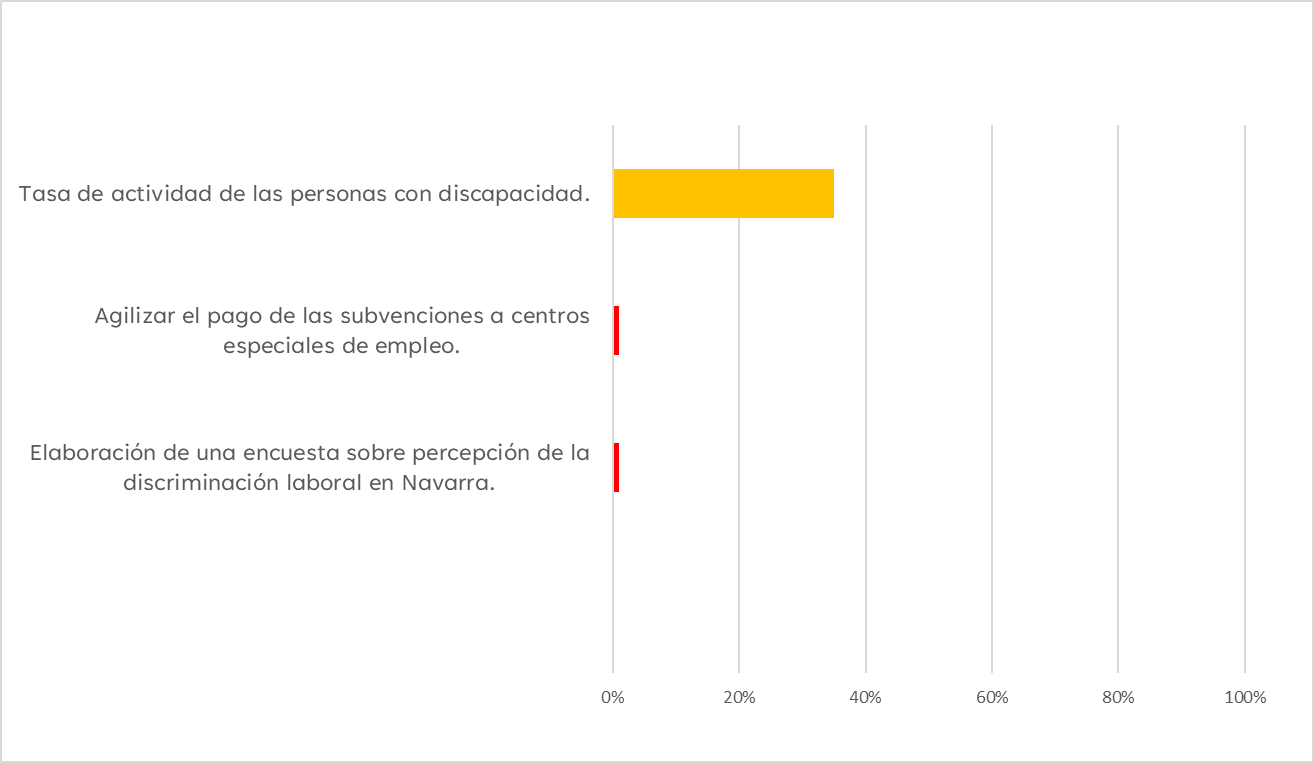 Tasa de actividad de las personas con discapacidad.
Agilizar el pago de las subvenciones a centros
especiales de empleo.
Elaboración de una encuesta sobre percepción de la
discriminación laboral en Navarra.
0% 20% 40% 60% 80% 100%